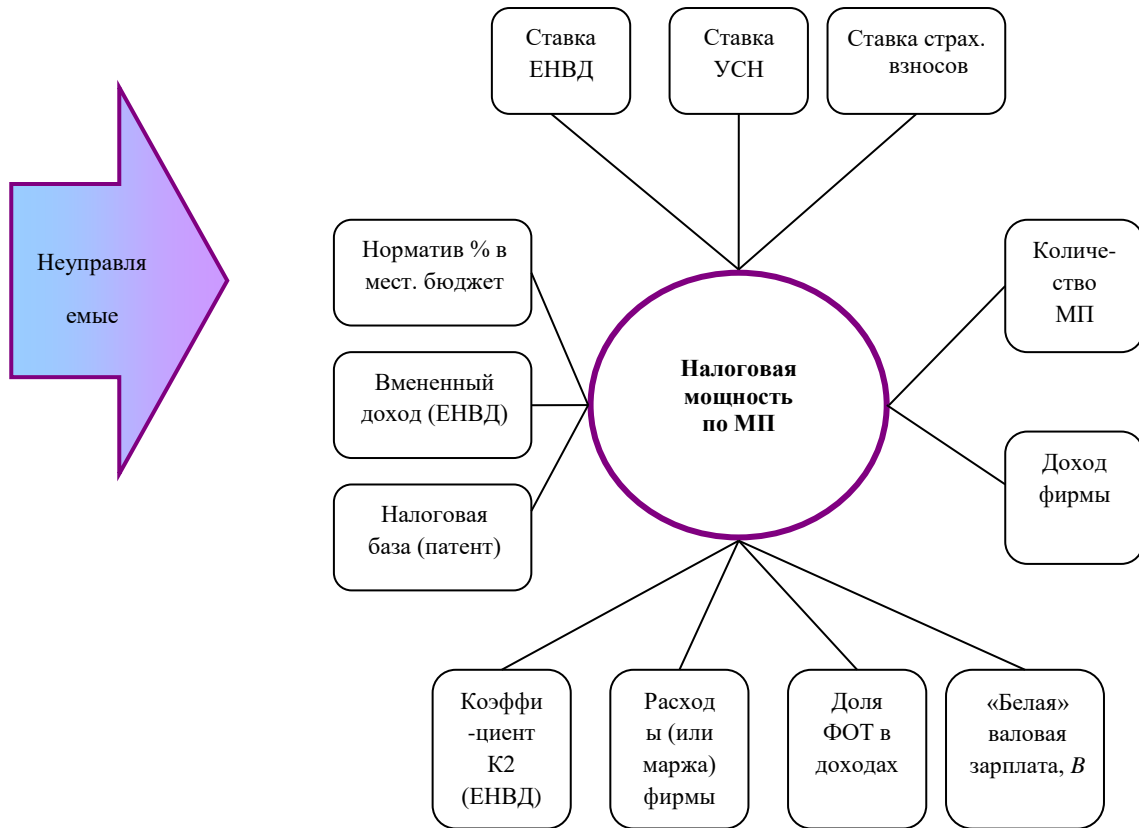 Ставка
ЕНВД
Ставка
УСН
Ставка страх.
взносов
Неуправля
емые
Норматив % в
мест. бюджет
Вмененный
доход (ЕНВД)
Налоговая
база (патент)
Налоговая
мощность
по МП
Количе-
ство
МП
Доход
фирмы
Коэффи
-циент
К2
(ЕНВД)
Расход
ы (или
маржа)
фирмы
Доля
ФОТ в
доходах
«Белая»
валовая
зарплата, В